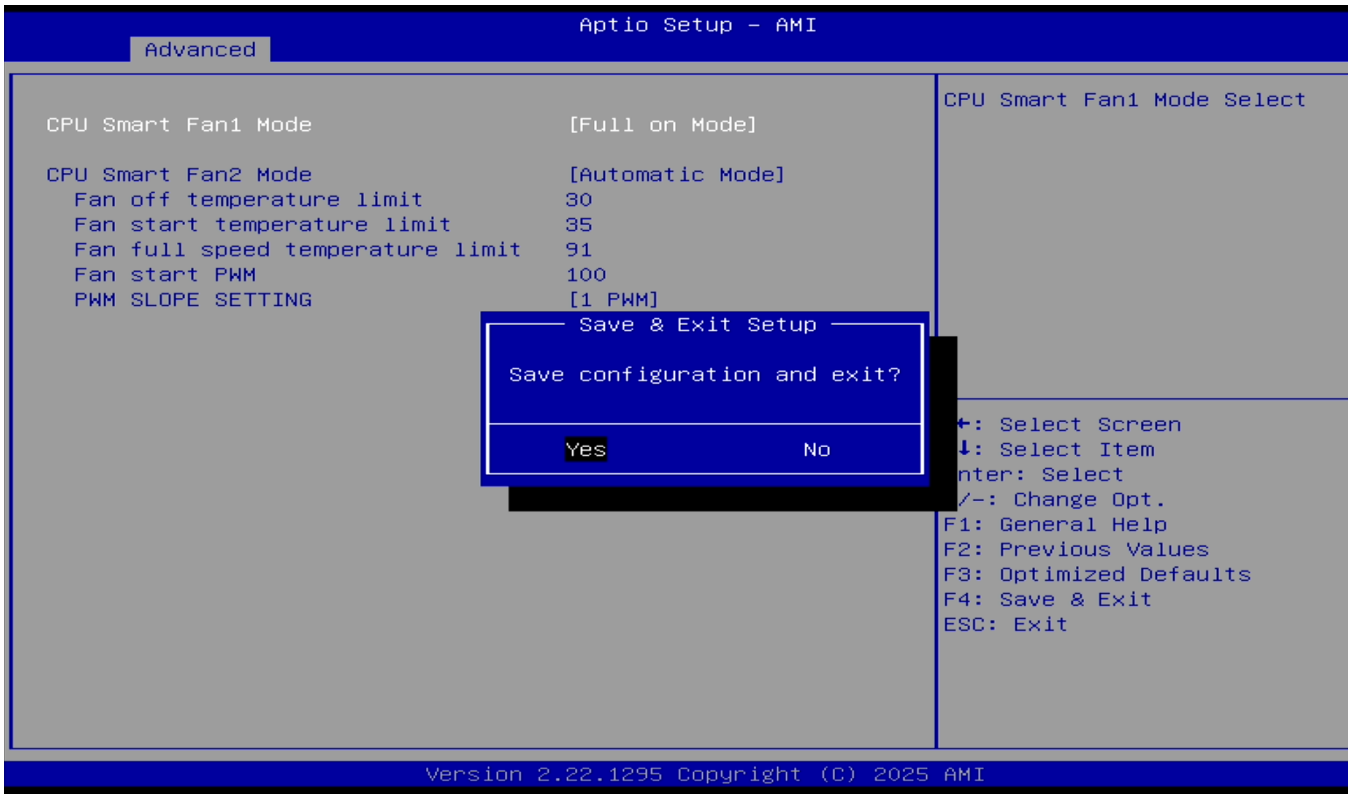 Aptio Setup – AMI
Advanced
CPU Smart Fan1 Mode [Full on Mode]
CPU Smart Fan2 Mode [Automatic Mode]
Fan off temperature limit 30
Fan start temperature limit 35
Fan full speed temperature limit 91
Fan start PWM 100
PWM SLOPE SETTING [1 PWM]
Save & Exit Setup
Save configuration and exit?
Yes No
CPU Smart Fan1 Mode Select
←: Select Screen
↓: Select Item
nter: Select
/-: Change Opt.
F1: General Help
F2: Previous Values
F3: Optimized Defaults
F4: Save & Exit
ESC: Exit
Version 2.22.1295 Copyright (C) 2025 AMI